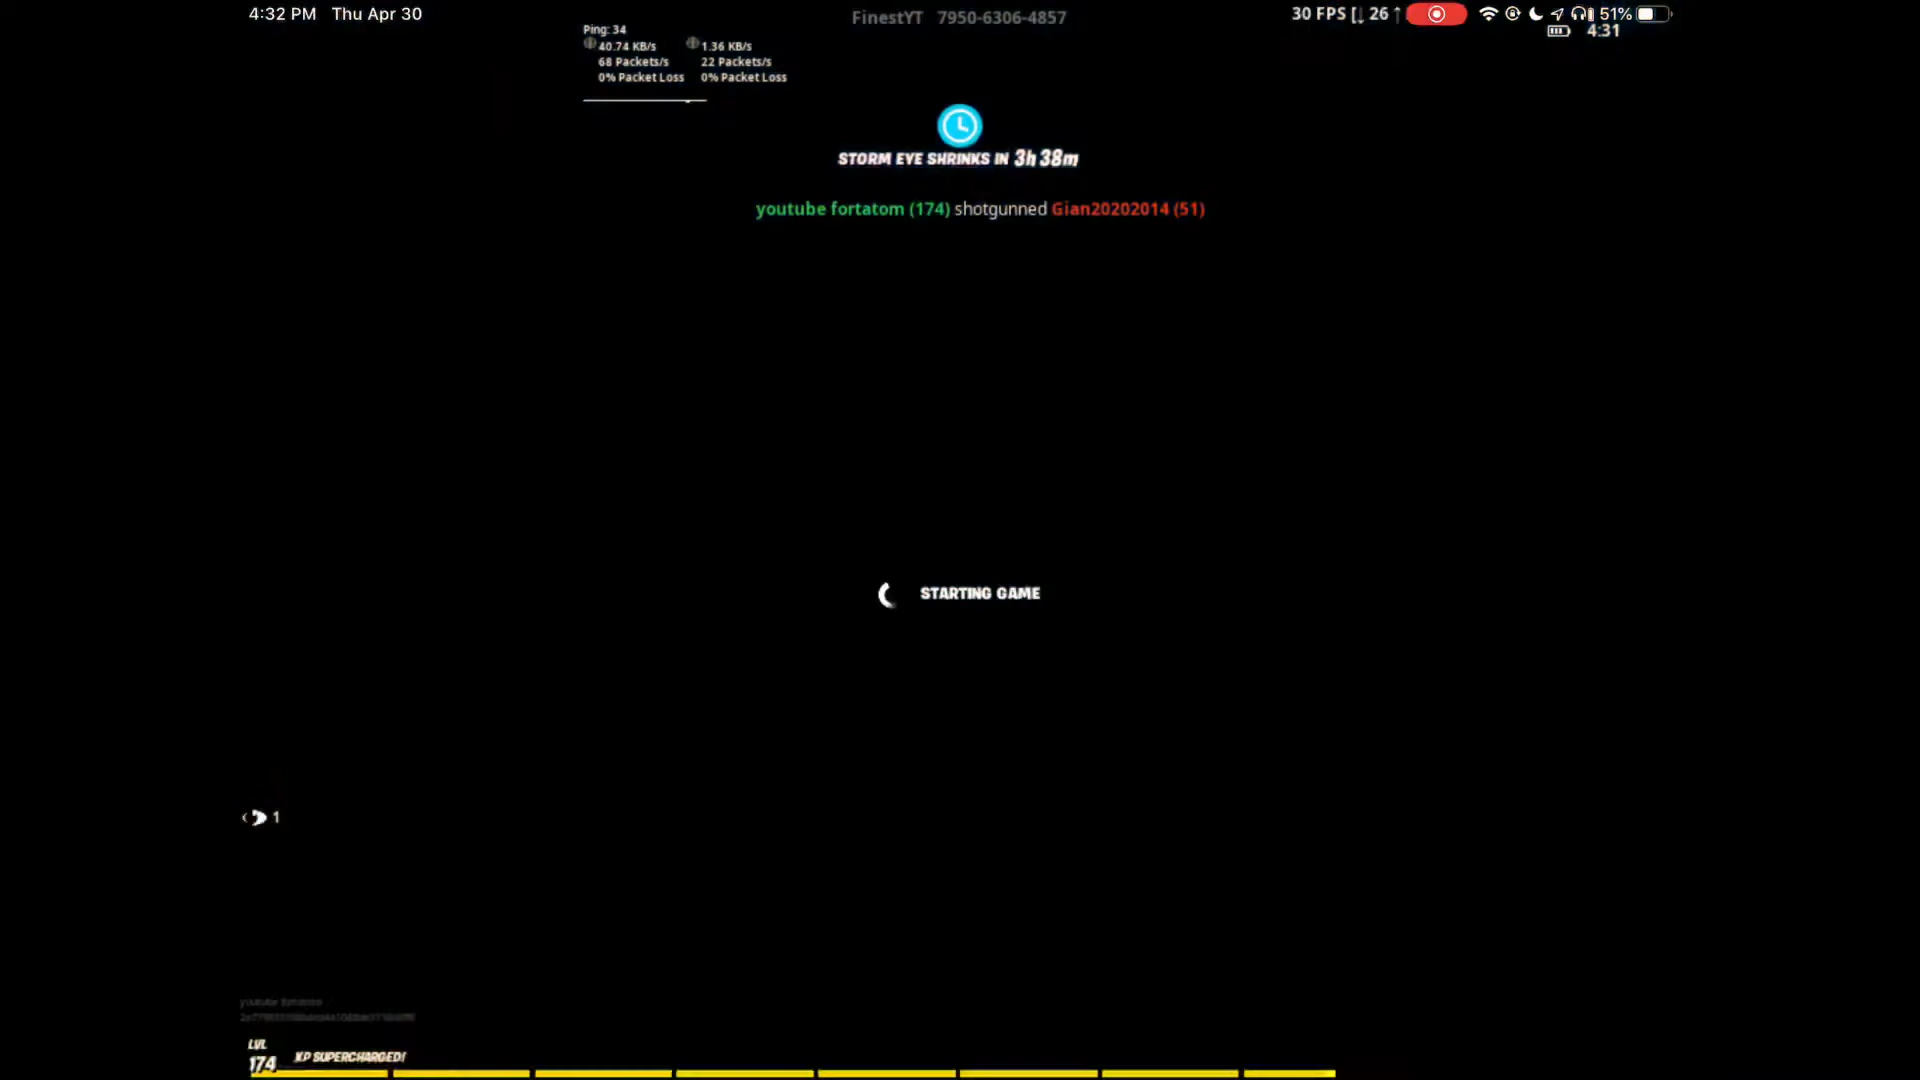 4:32 PM Thu Apr 30
FinestYT 7950-6306-4857
30 FPS [↓ 26 ↑
51%
4:31
Ping: 34
40.74 KB/s 1.36 KB/s
68 Packets/s 22 Packets/s
0% Packet Loss 0% Packet Loss
STORM EYE SHRINKS IN 3h 38m
youtube fortatom (174) shotgunned Gian20202014 (51)
STARTING GAME
1
LVL
174 XP SUPERCHARGED!